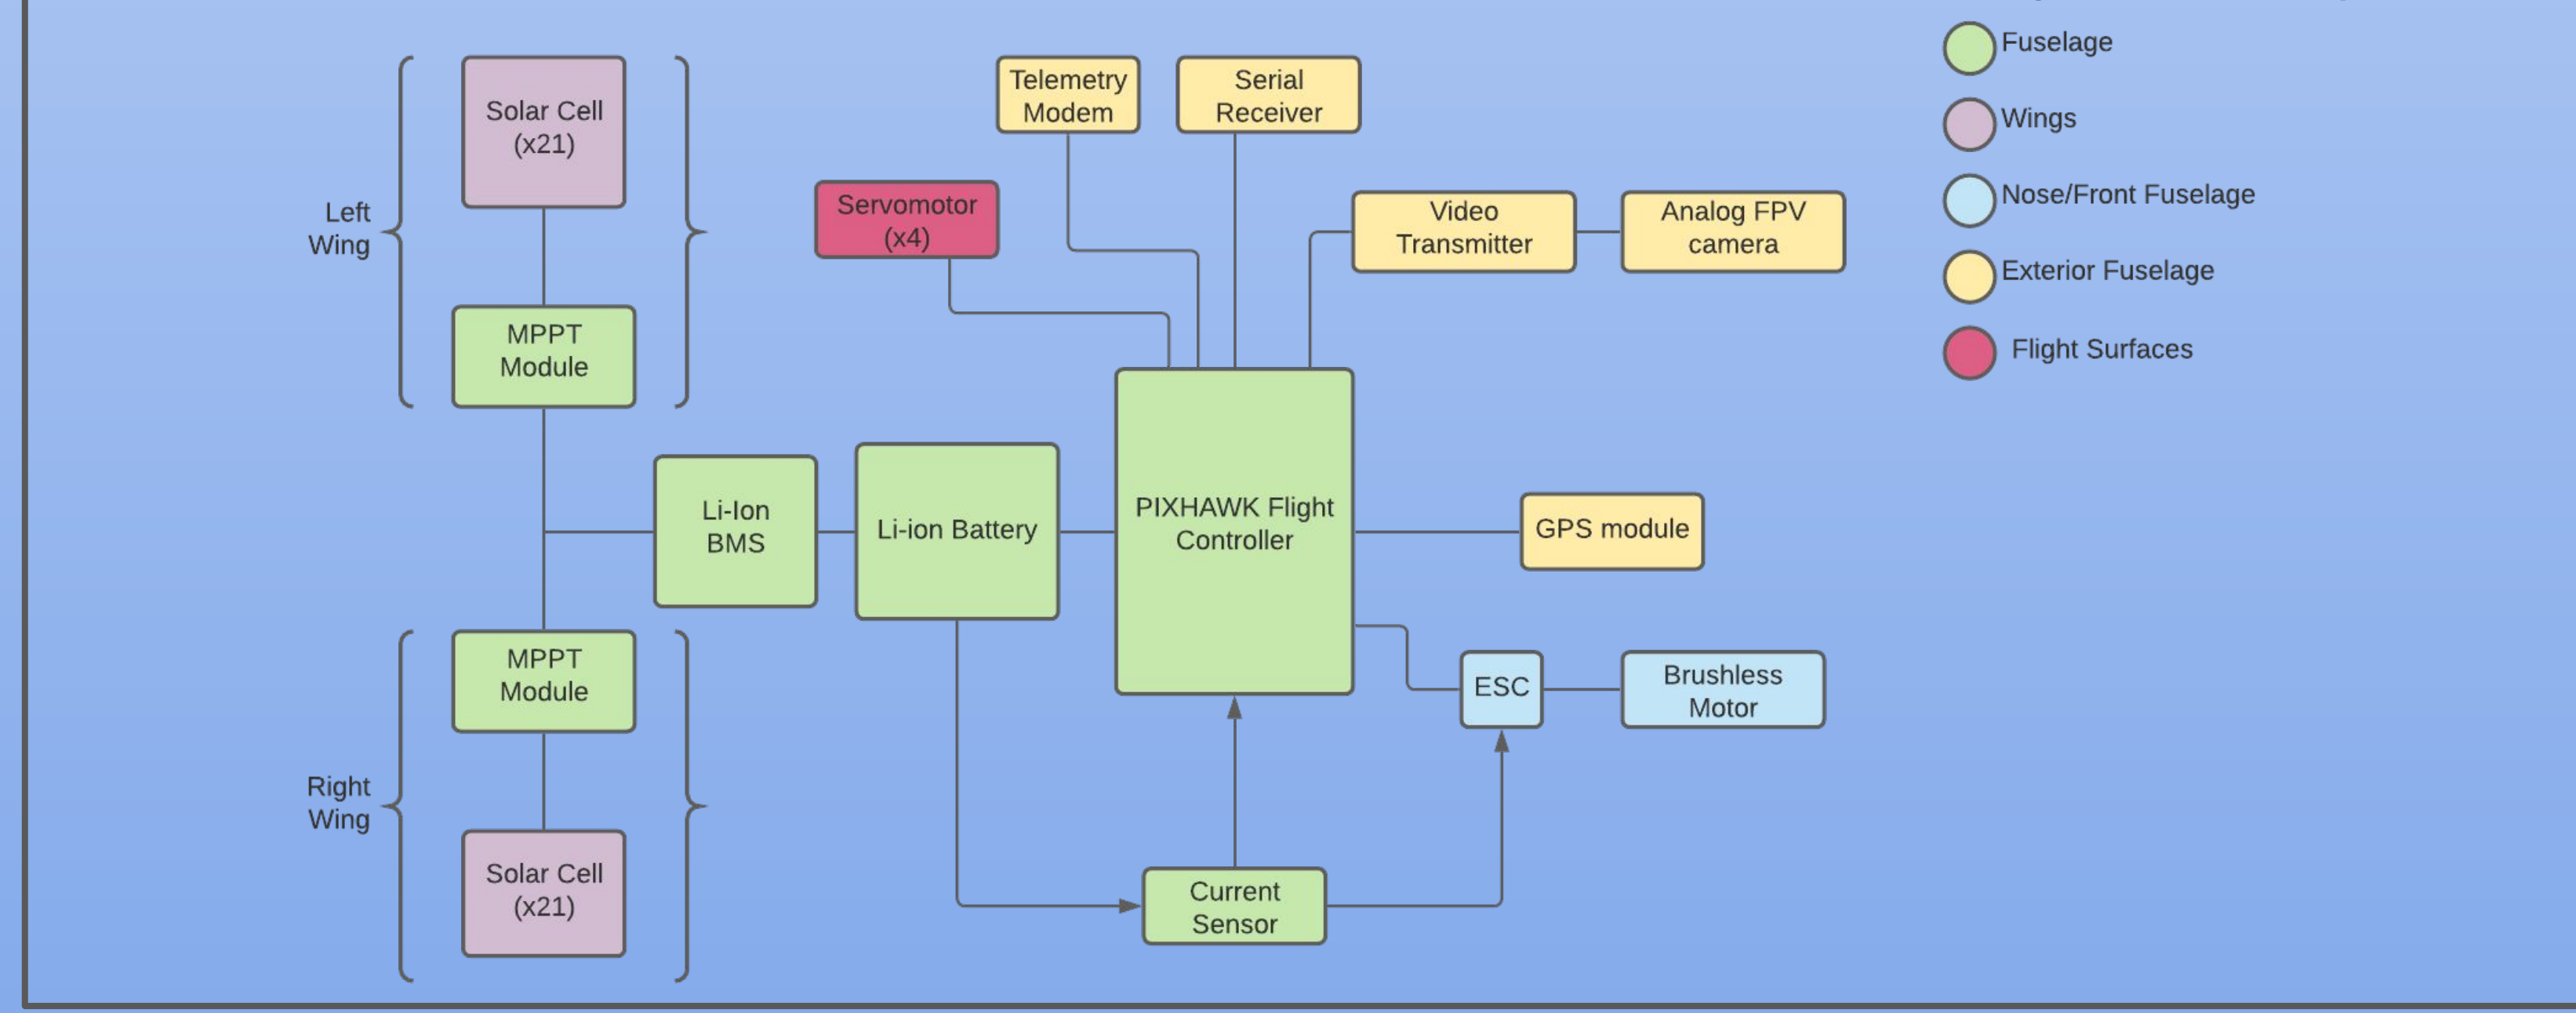 Fuselage
Wings
Nose/Front Fuselage
Exterior Fuselage
Flight Surfaces
Left
Wing
Solar Cell
(x21)
MPPT
Module
Telemetry
Modem
Serial
Receiver
Servomotor
(x4)
Video
Transmitter
Analog FPV
camera
Li-Ion
BMS
Li-ion Battery
PIXHAWK Flight
Controller
GPS module
ESC
Brushless
Motor
Right
Wing
MPPT
Module
Solar Cell
(x21)
Current
Sensor